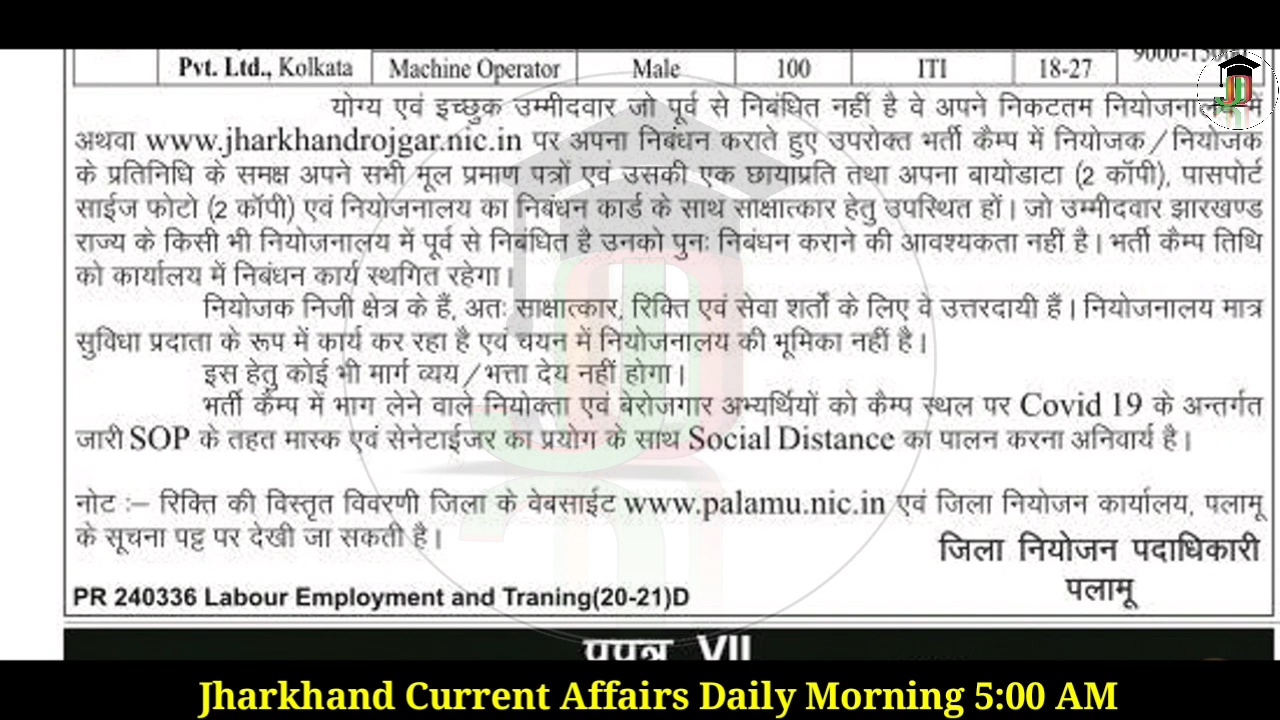 Pvt. Ltd., Kolkata Machine Operator Male 100 ITI 18-27
योग्य एवं इच्छुक उम्मीदवार जो पूर्व से निबंधित नहीं है वे अपने निकटतम नियोजनालय में
अथवा www.jharkhandrojgar.nic.in पर अपना निबंधन कराते हुए उपरोक्त भर्ती कैम्प में नियोजक/नियोजक
के प्रतिनिधि के समक्ष अपने सभी मूल प्रमाण पत्रों एवं उसकी एक छायाप्रति तथा अपना बायोडाटा (2 कॉपी), पासपोर्ट
साईज फोटो (2 कॉपी) एवं नियोजनालय का निबंधन कार्ड के साथ साक्षात्कार हेतु उपस्थित हों। जो उम्मीदवार झारखण्ड
राज्य के किसी भी नियोजनालय में पूर्व से निबंधित है उनको पुनः निबंधन कराने की आवश्यकता नहीं है। भर्ती कैम्प तिथि
को कार्यालय में निबंधन कार्य स्थगित रहेगा।
नियोजक निजी क्षेत्र के हैं, अतः साक्षात्कार, रिक्ति एवं सेवा शर्तों के लिए वे उत्तरदायी हैं। नियोजनालय मात्र
सुविधा प्रदाता के रूप में कार्य कर रहा है एवं चयन में नियोजनालय की भूमिका नहीं है।
इस हेतु कोई भी मार्ग व्यय/भत्ता देय नहीं होगा।
भर्ती कैम्प में भाग लेने वाले नियोक्ता एवं बेरोजगार अभ्यर्थियों को कैम्प स्थल पर Covid 19 के अन्तर्गत
जारी SOP के तहत मास्क एवं सेनेटाईजर का प्रयोग के साथ Social Distance का पालन करना अनिवार्य है।
नोट :– रिक्ति की विस्तृत विवरणी जिला के वेबसाईट www.palamu.nic.in एवं जिला नियोजन कार्यालय, पलामू
के सूचना पट्ट पर देखी जा सकती है।
जिला नियोजन पदाधिकारी
पलामू
PR 240336 Labour Employment and Traning(20-21)D
प्रपत्र VII
Jharkhand Current Affairs Daily Morning 5:00 AM